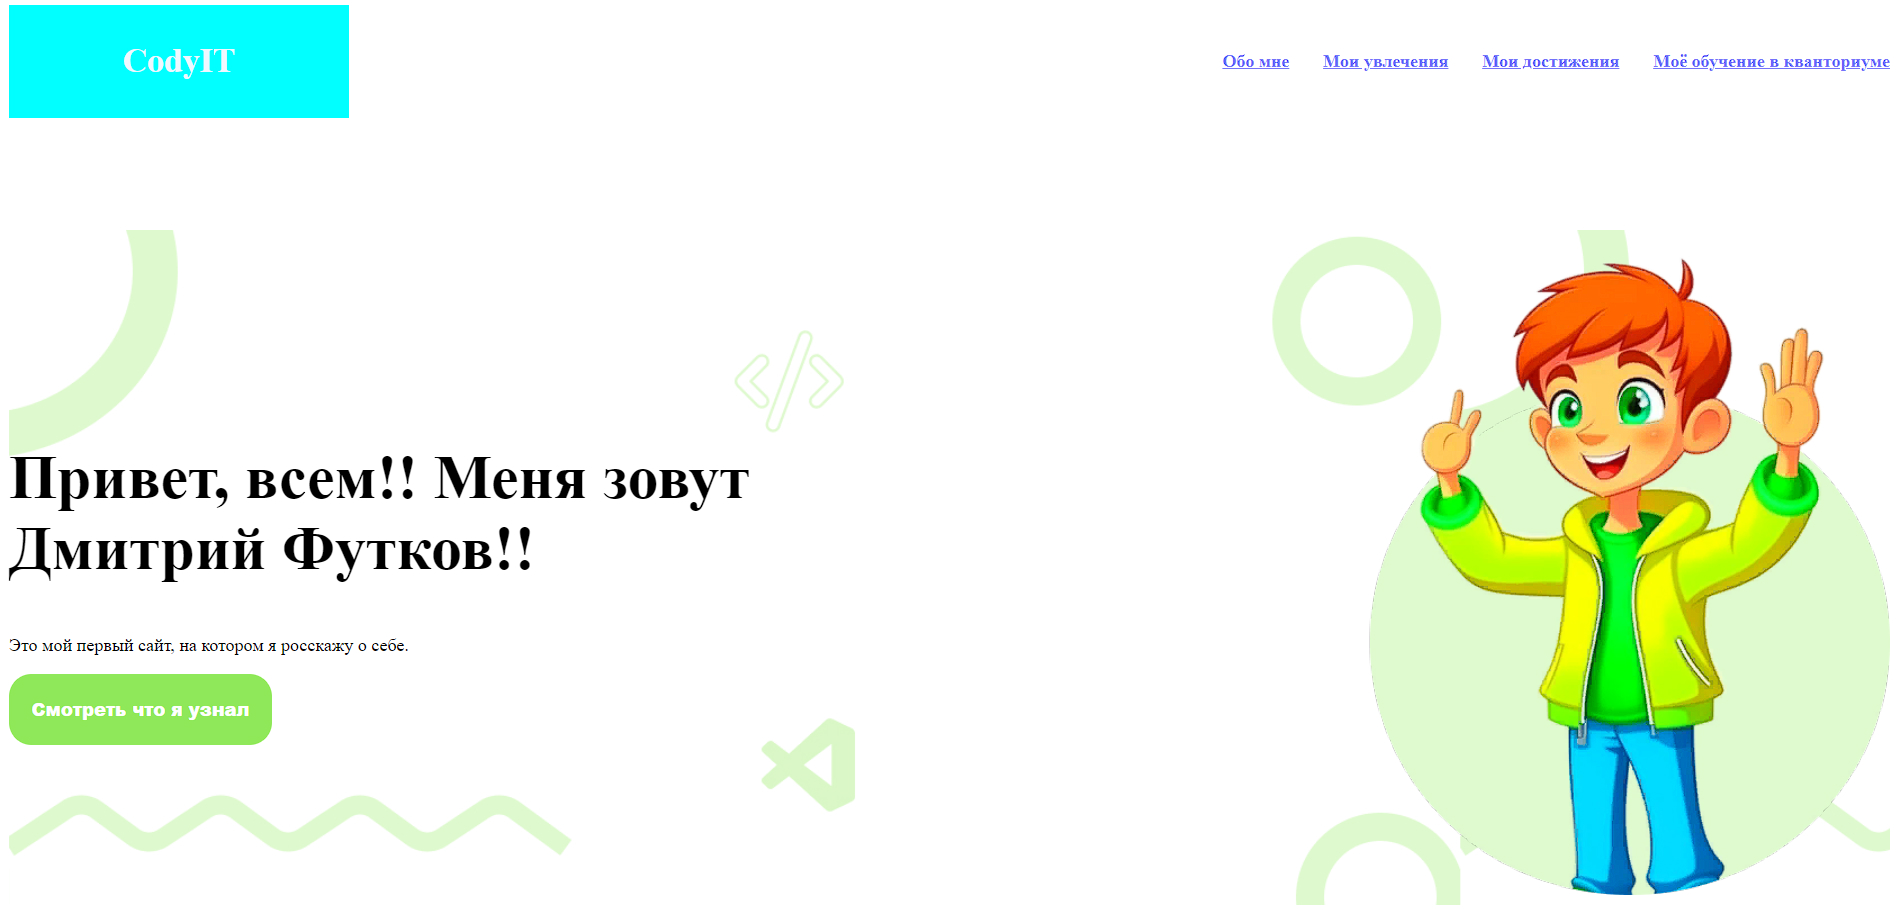 CodyIT
Обо мне Мои увлечения Мои достижения Моё обучение в кванториуме
Привет, всем!! Меня зовут
Дмитрий Футков!!
Это мой первый сайт, на котором я росскажу о себе.
Смотреть что я узнал